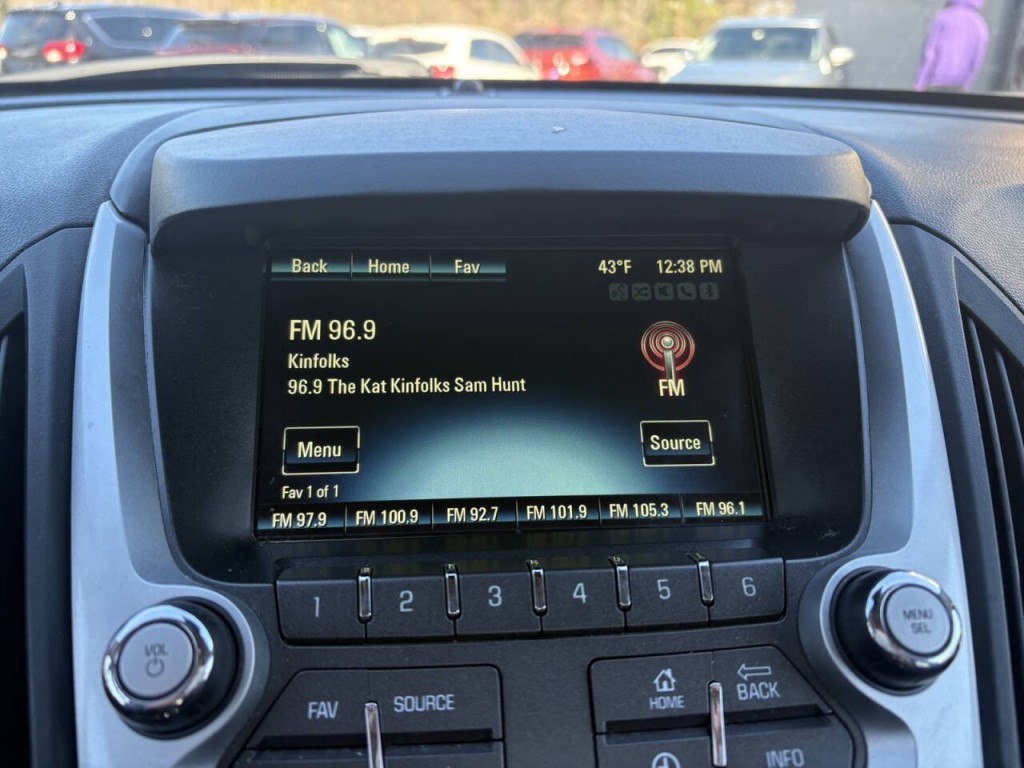 Back Home Fav 43°F 12:38 PM
FM 96.9
Kinfolks
96.9 The Kat Kinfolks Sam Hunt
FM
Menu Source
Fav 1 of 1
FM 97.9 FM 100.9 FM 92.7 FM 101.9 FM 105.3 FM 96.1
1 2 3 4 5 6
VOL
MENU
SEL
FAV SOURCE
HOME BACK
INFO